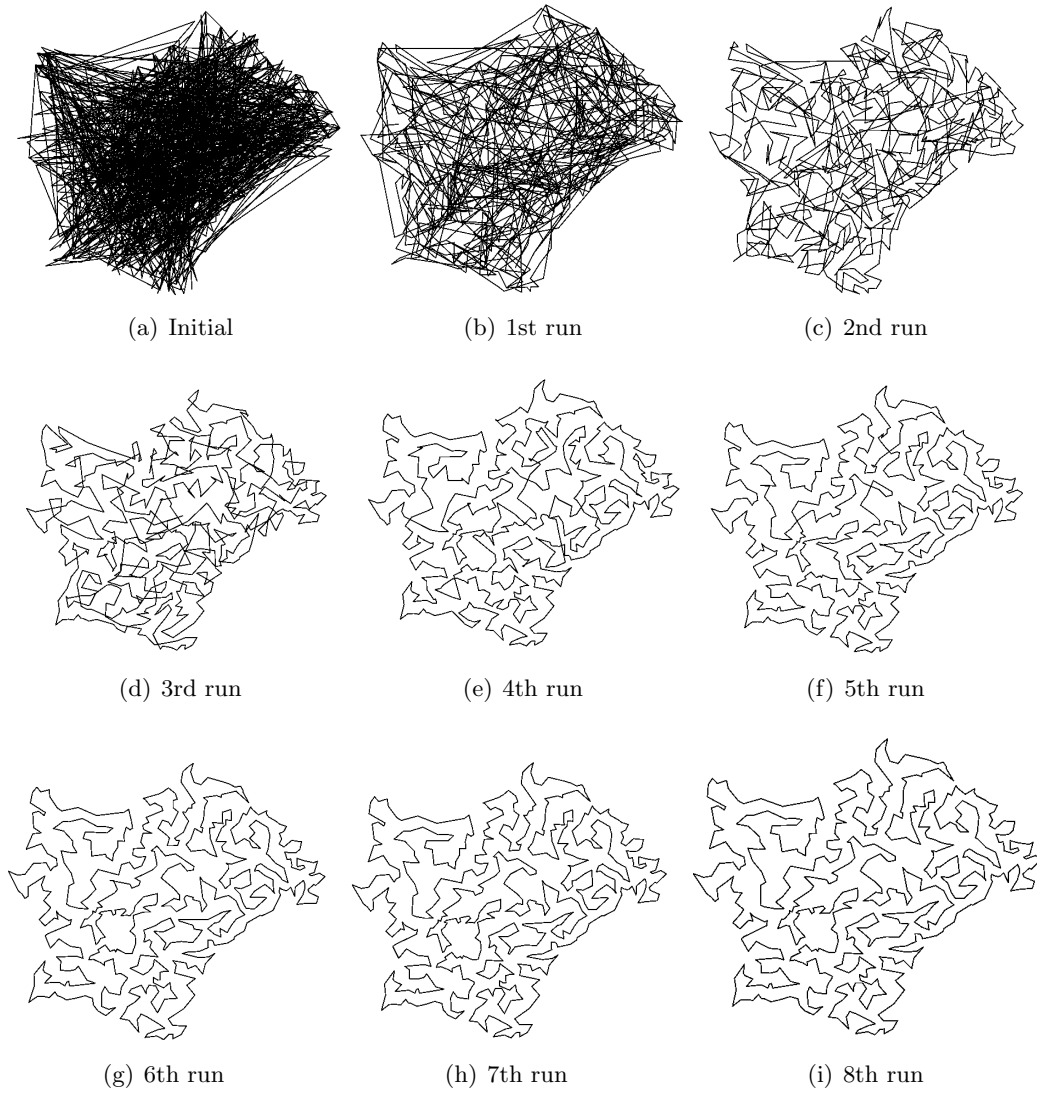 (a) Initial (b) 1st run (c) 2nd run
(d) 3rd run (e) 4th run (f) 5th run
(g) 6th run (h) 7th run (i) 8th run